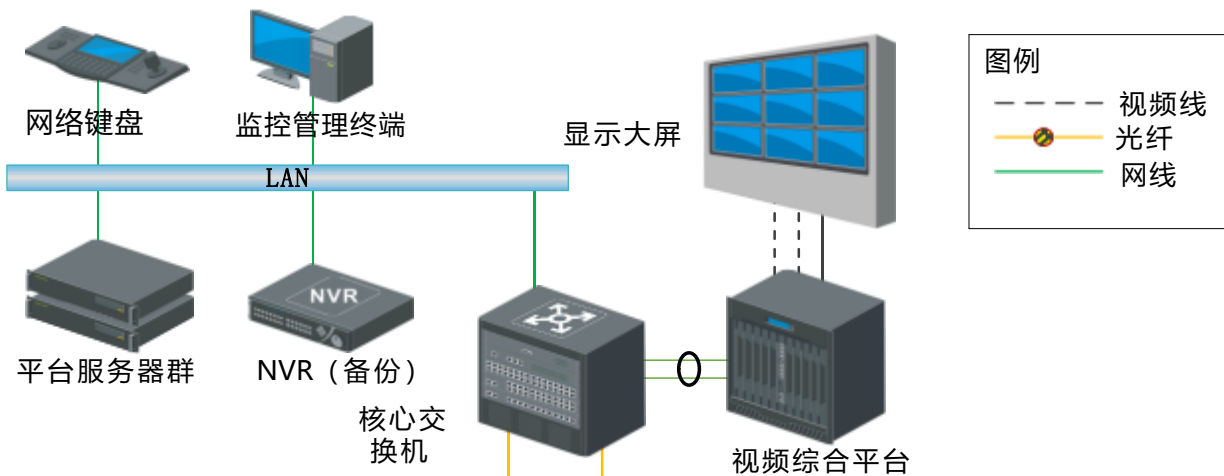 网络键盘
监控管理终端
显示大屏
图例
视频线
光纤
网线
LAN
NVR
平台服务器群
NVR（备份）
核心交
换机
视频综合平台